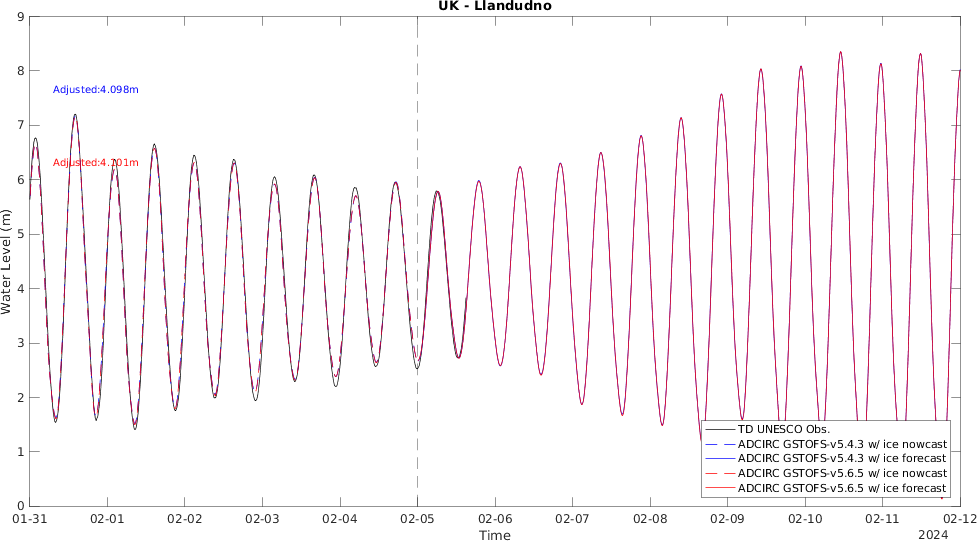 UK - Llandudno
9
8
7
6
5
4
3
2
1
0
Water Level (m)
Adjusted:4.098m
Adjusted:4.101m
TD UNESCO Obs.
ADCIRC GSTOFS-v5.4.3 w/ ice nowcast
ADCIRC GSTOFS-v5.4.3 w/ ice forecast
ADCIRC GSTOFS-v5.6.5 w/ ice nowcast
ADCIRC GSTOFS-v5.6.5 w/ ice forecast
01-31 02-01 02-02 02-03 02-04 02-05 02-06 02-07 02-08 02-09 02-10 02-11 02-12
Time
2024